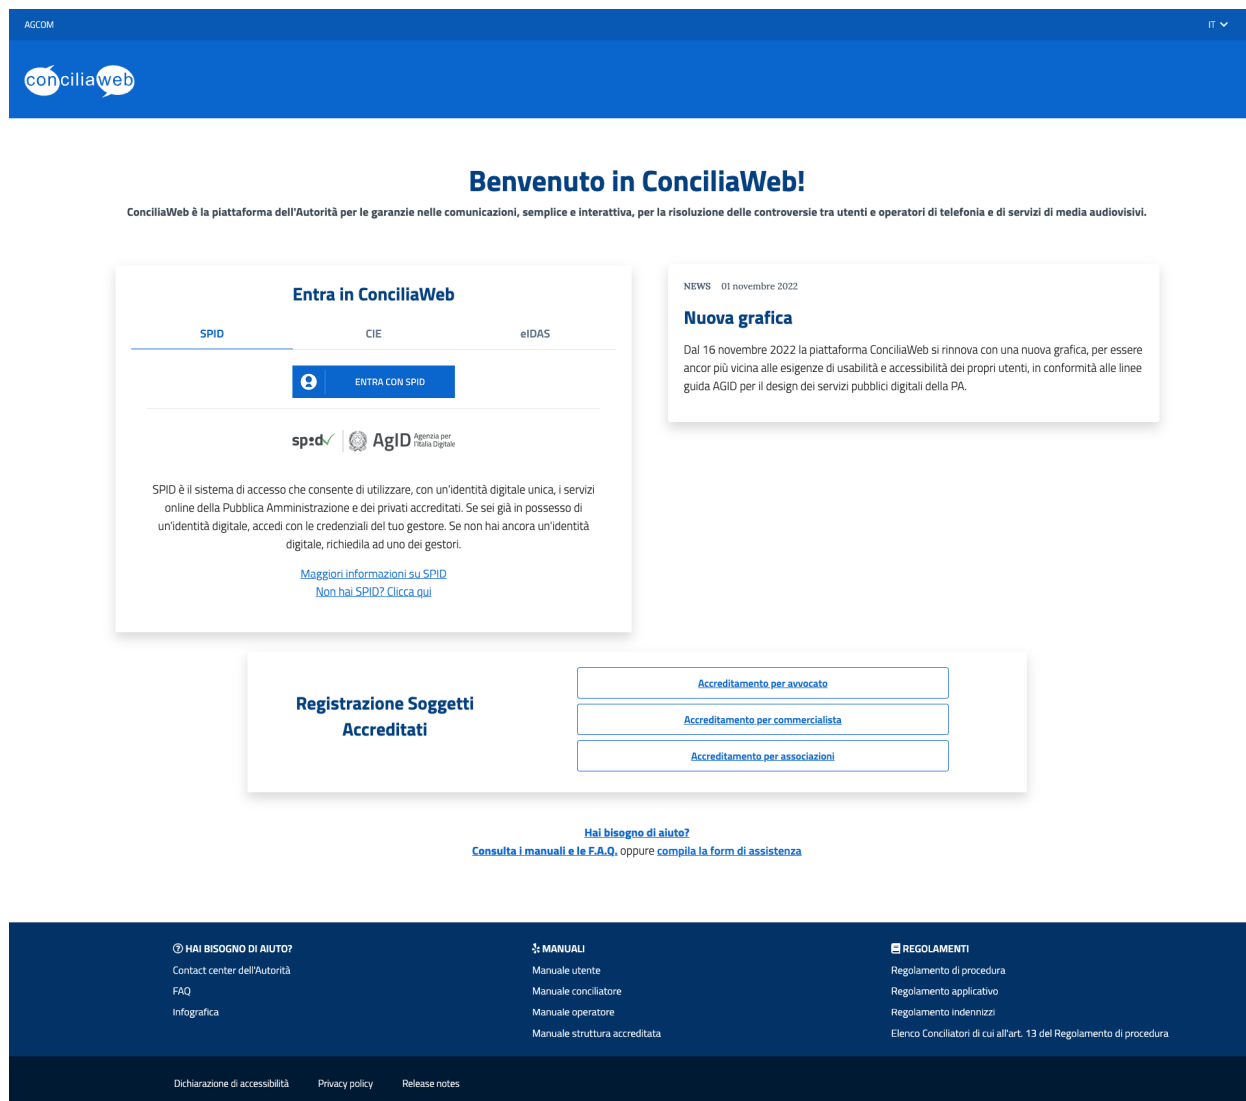 AGCOM
IT
conciliaweb
Benvenuto in ConciliaWeb!
ConciliaWeb è la piattaforma dell'Autorità per le garanzie nelle comunicazioni, semplice e interattiva, per la risoluzione delle controversie tra utenti e operatori di telefonia e di servizi di media audiovisivi.
Entra in ConciliaWeb
SPID CIE eIDAS
ENTRA CON SPID
spid AgID Agenzia per
l'Italia Digitale
SPID è il sistema di accesso che consente di utilizzare, con un'identità digitale unica, i servizi
online della Pubblica Amministrazione e dei privati accreditati. Se sei già in possesso di
un'identità digitale, accedi con le credenziali del tuo gestore. Se non hai ancora un'identità
digitale, richiedila ad uno dei gestori.
Maggiori informazioni su SPID
Non hai SPID? Clicca qui
NEWS 01 novembre 2022
Nuova grafica
Dal 16 novembre 2022 la piattaforma ConciliaWeb si rinnova con una nuova grafica, per essere
ancor più vicina alle esigenze di usabilità e accessibilità dei propri utenti, in conformità alle linee
guida AGID per il design dei servizi pubblici digitali della PA.
Registrazione Soggetti
Accreditati
Accreditamento per avvocato
Accreditamento per commercialista
Accreditamento per associazioni
Hai bisogno di aiuto?
Consulta i manuali e le F.A.Q. oppure compila la form di assistenza
HAI BISOGNO DI AIUTO?
Contact center dell'Autorità
FAQ
Infografica
MANUALI
Manuale utente
Manuale conciliatore
Manuale operatore
Manuale struttura accreditata
REGOLAMENTI
Regolamento di procedura
Regolamento applicativo
Regolamento indennizzi
Elenco Conciliatori di cui all'art. 13 del Regolamento di procedura
Dichiarazione di accessibilità Privacy policy Release notes